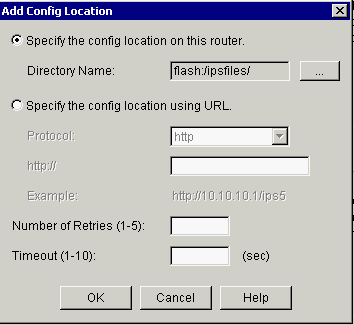 Add Config Location
Specify the config location on this router.
Directory Name: flash:/ipsfiles/ ...
Specify the config location using URL.
Protocol: http
http://
Example: http://10.10.10.1/ips5
Number of Retries (1-5):
Timeout (1-10): (sec)
OK Cancel Help